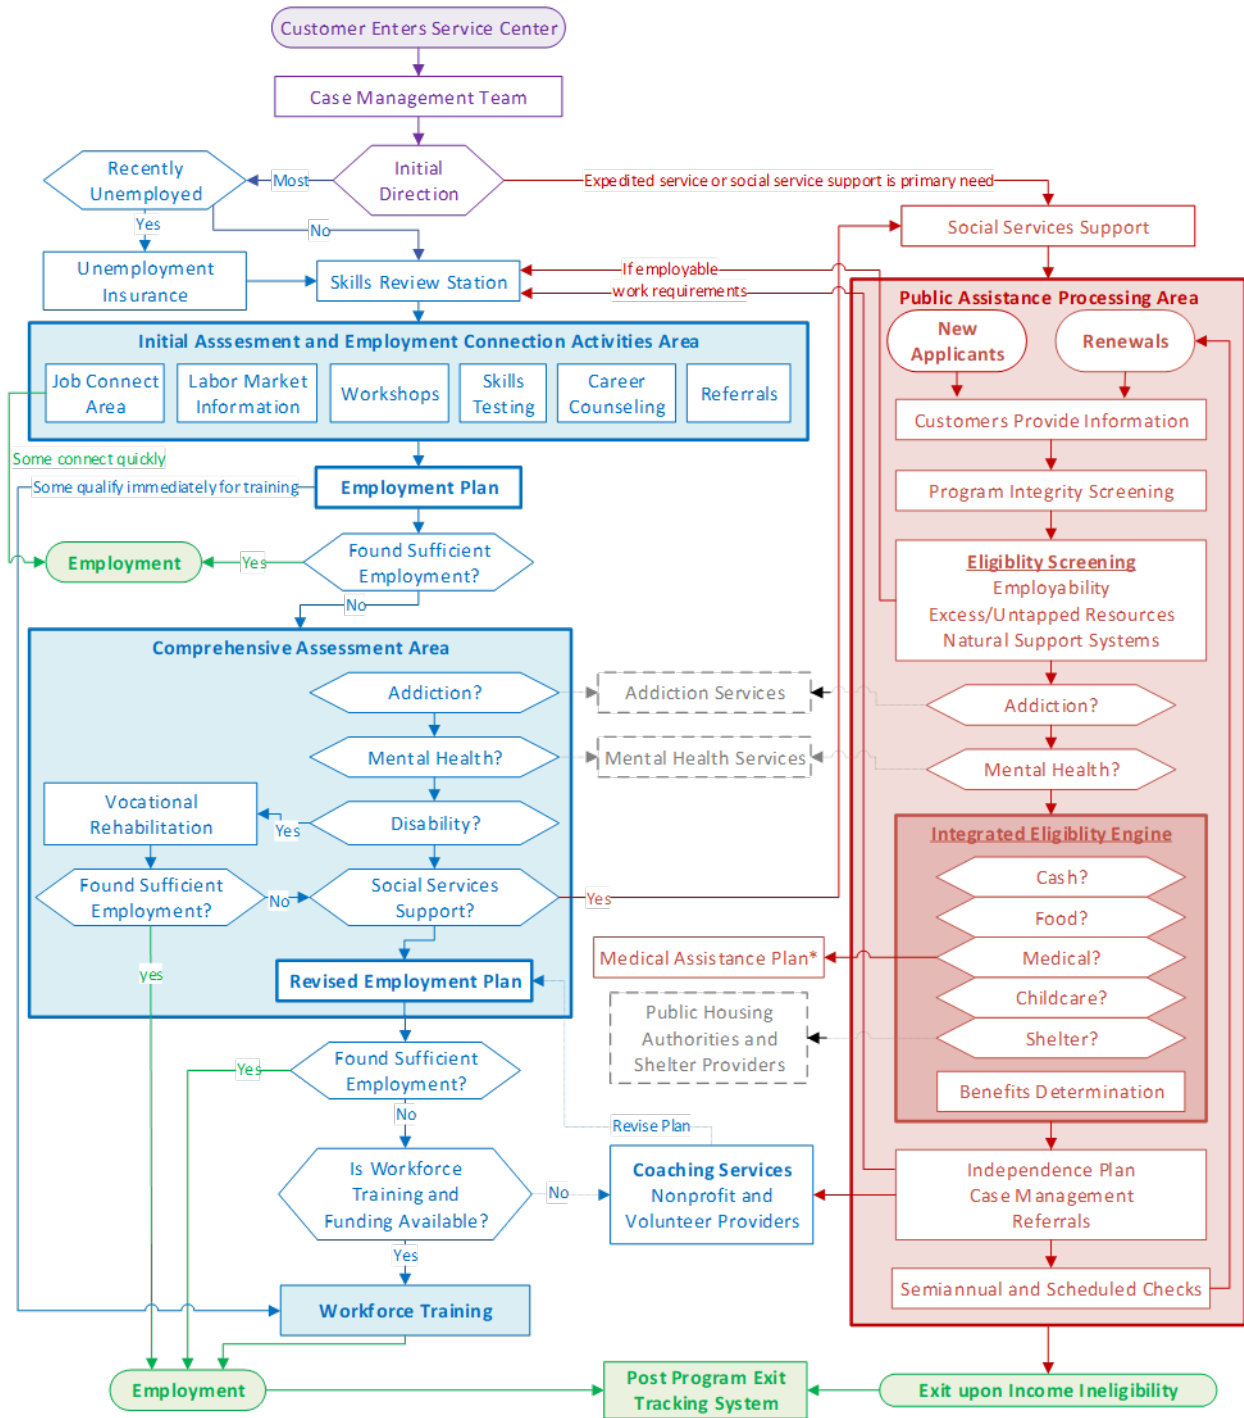 Customer Enters Service Center
Case Management Team
Initial
Direction
Most
Recently
Unemployed
Yes
No
Expedited service or social service support is primary need
Social Services Support
Unemployment
Insurance
Skills Review Station
If employable
work requirements
Initial Asssesment and Employment Connection Activities Area
Job Connect
Area
Labor Market
Information
Workshops
Skills
Testing
Career
Counseling
Referrals
Some connect quickly
Some qualify immediately for training
Employment Plan
Employment
Yes
Found Sufficient
Employment?
No
Comprehensive Assessment Area
Addiction?
Mental Health?
Disability?
Yes
Vocational
Rehabilitation
Found Sufficient
Employment?
No
Social Services
Support?
Yes
yes
Revised Employment Plan
Found Sufficient
Employment?
Yes
No
Is Workforce
Training and
Funding Available?
No
Yes
Workforce Training
Employment
Addiction Services
Mental Health Services
Medical Assistance Plan*
Public Housing
Authorities and
Shelter Providers
Revise Plan
Coaching Services
Nonprofit and
Volunteer Providers
Post Program Exit
Tracking System
Public Assistance Processing Area
New
Applicants
Renewals
Customers Provide Information
Program Integrity Screening
Eligiblity Screening
Employability
Excess/Untapped Resources
Natural Support Systems
Addiction?
Mental Health?
Integrated Eligiblity Engine
Cash?
Food?
Medical?
Childcare?
Shelter?
Benefits Determination
Independence Plan
Case Management
Referrals
Semiannual and Scheduled Checks
Exit upon Income Ineligibility